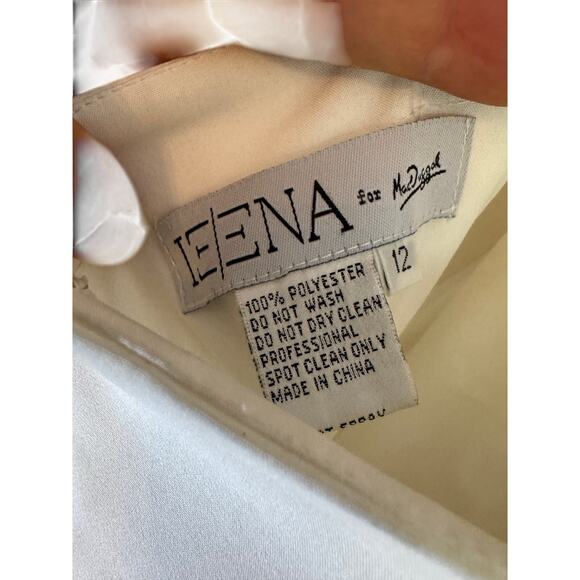 IEENA for Mac Duggal
12
100% POLYESTER
DO NOT WASH
DO NOT DRY CLEAN
PROFESSIONAL
SPOT CLEAN ONLY
MADE IN CHINA